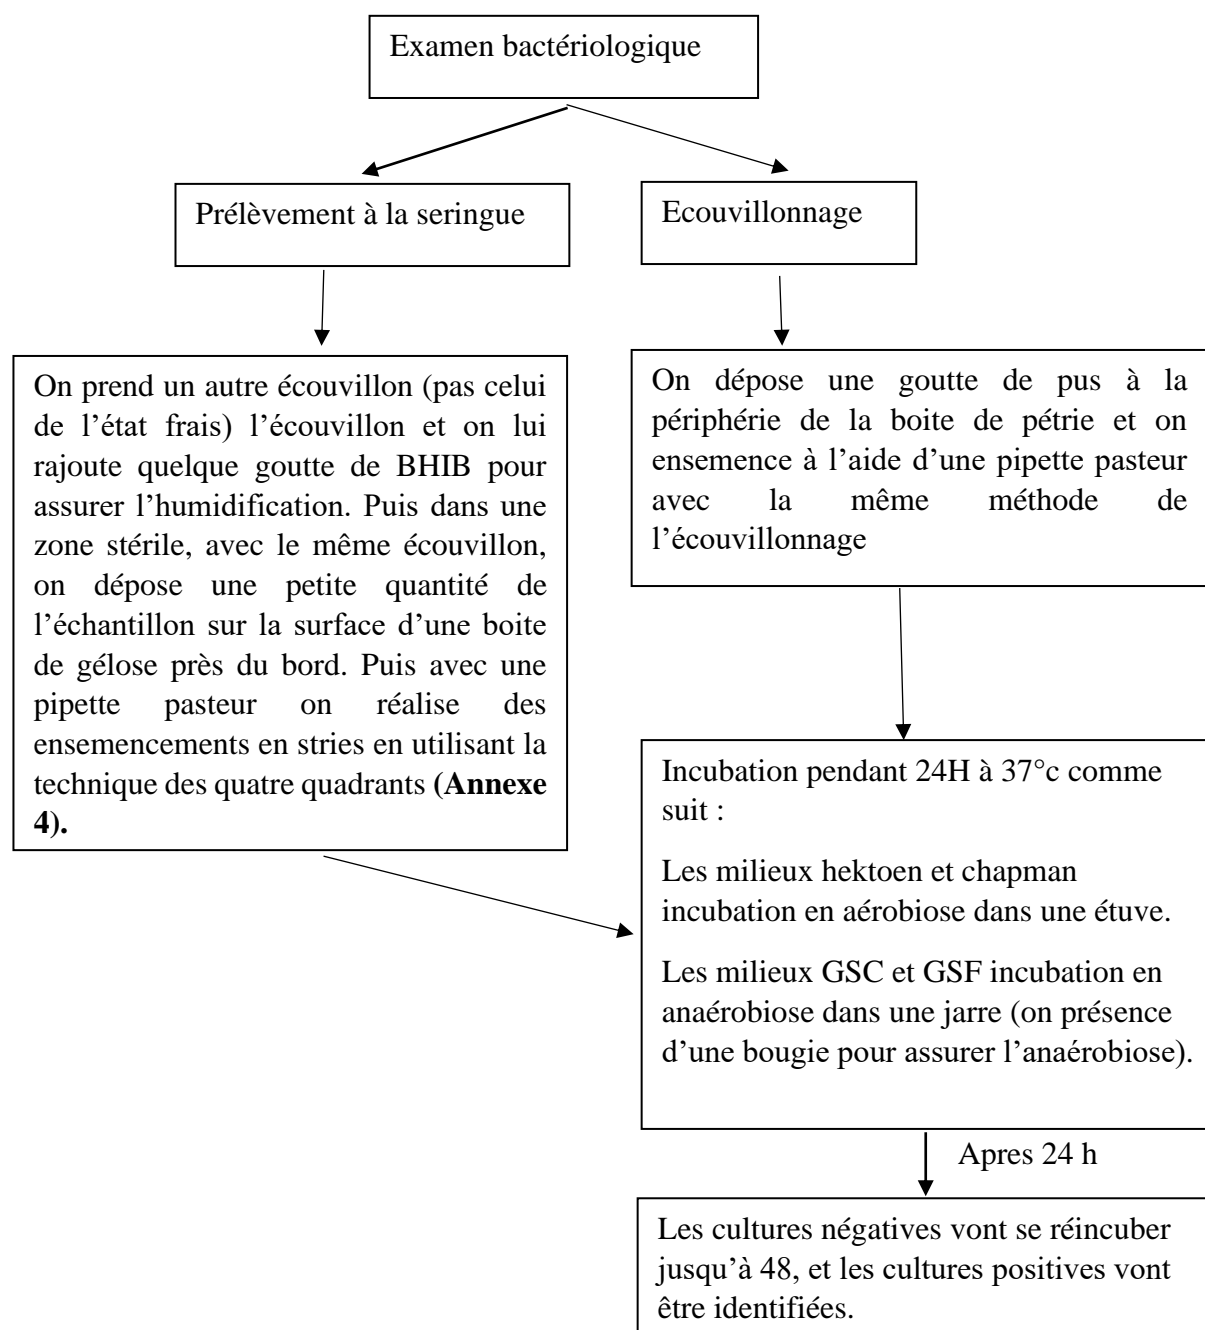 Examen bactériologique
Prélèvement à la seringue
Ecouvillonnage
On prend un autre écouvillon (pas celui
de l’état frais) l’écouvillon et on lui
rajoute quelque goutte de BHIB pour
assurer l’humidification. Puis dans une
zone stérile, avec le même écouvillon,
on dépose une petite quantité de
l’échantillon sur la surface d’une boite
de gélose près du bord. Puis avec une
pipette pasteur on réalise des
ensemencements en stries en utilisant la
technique des quatre quadrants (Annexe
4).
On dépose une goutte de pus à la
périphérie de la boite de pétrie et on
ensemence à l’aide d’une pipette pasteur
avec la même méthode de
l’écouvillonnage
Incubation pendant 24H à 37°c comme
suit :
Les milieux hektoen et chapman
incubation en aérobiose dans une étuve.
Les milieux GSC et GSF incubation en
anaérobiose dans une jarre (on présence
d’une bougie pour assurer l’anaérobiose).
Apres 24 h
Les cultures négatives vont se réincuber
jusqu’à 48, et les cultures positives vont
être identifiées.